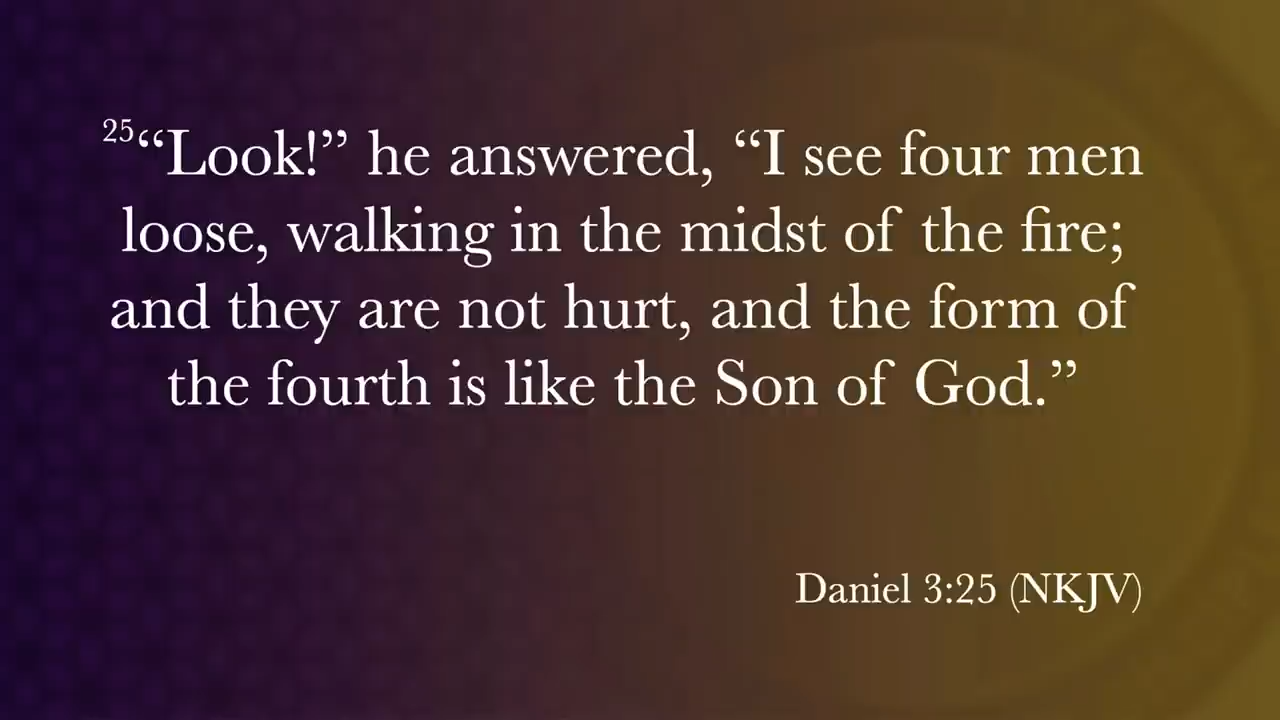 25“Look!” he answered, “I see four men
loose, walking in the midst of the fire;
and they are not hurt, and the form of
the fourth is like the Son of God.”
Daniel 3:25 (NKJV)